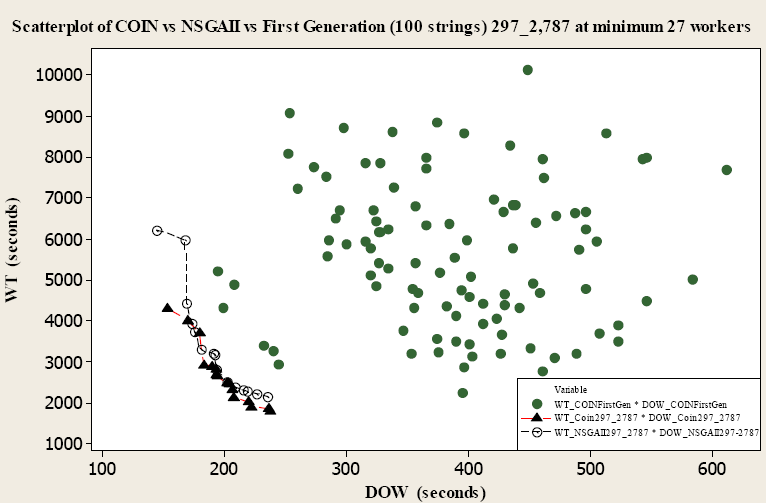 Scatterplot of COIN vs NSGAII vs First Generation (100 strings) 297_2,787 at minimum 27 workers
10000
9000
8000
7000
6000
5000
4000
3000
2000
1000
WT (seconds)
Variable
WT_COINFirstGen * DOW_COINFirstGen
WT_Coin297_2787 * DOW_Coin297_2787
WT_NSGAII297_2787 * DOW_NSGAII297-2787
100 200 300 400 500 600
DOW (seconds)